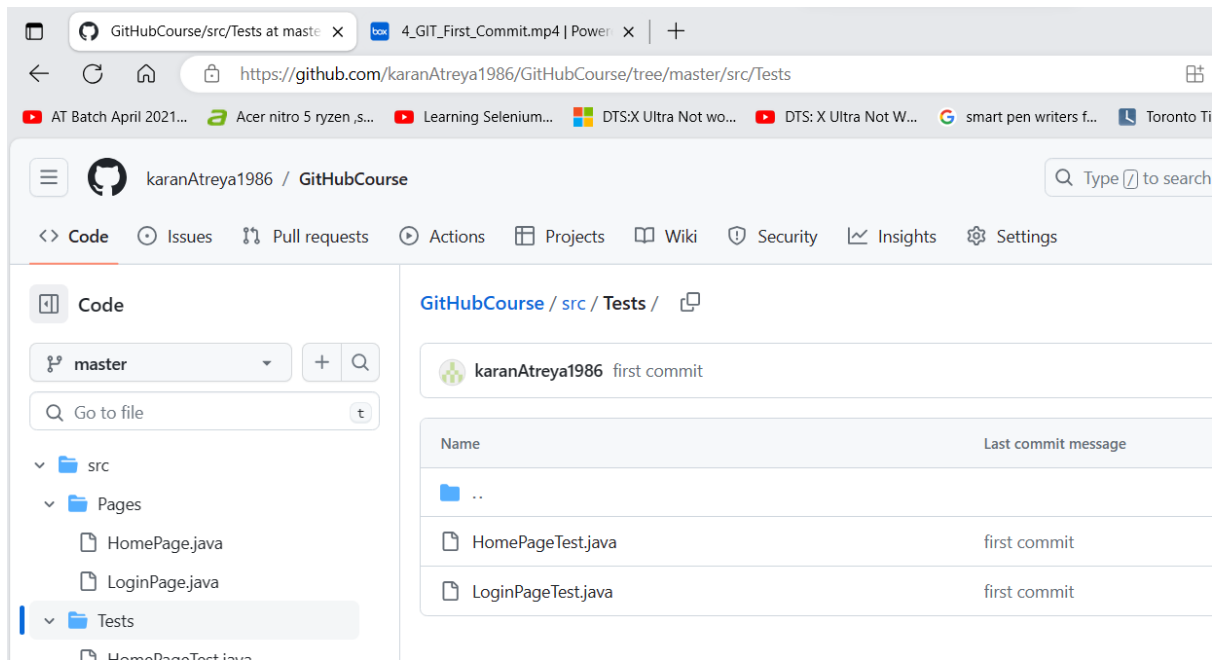 GitHubCourse/src/Tests at maste
box 4_GIT_First_Commit.mp4 | Power
https://github.com/karanAtreya1986/GitHubCourse/tree/master/src/Tests
AT Batch April 2021... Acer nitro 5 ryzen ,s... Learning Selenium... DTS:X Ultra Not wo... DTS: X Ultra Not W... smart pen writers f... Toronto Ti
karanAtreya1986 / GitHubCourse
Type / to search
Code Issues Pull requests Actions Projects Wiki Security Insights Settings
Code
master
Go to file t
src
Pages
HomePage.java
LoginPage.java
Tests
HomePageTest.java
GitHubCourse / src / Tests /
karanAtreya1986 first commit
Name Last commit message
..
HomePageTest.java first commit
LoginPageTest.java first commit